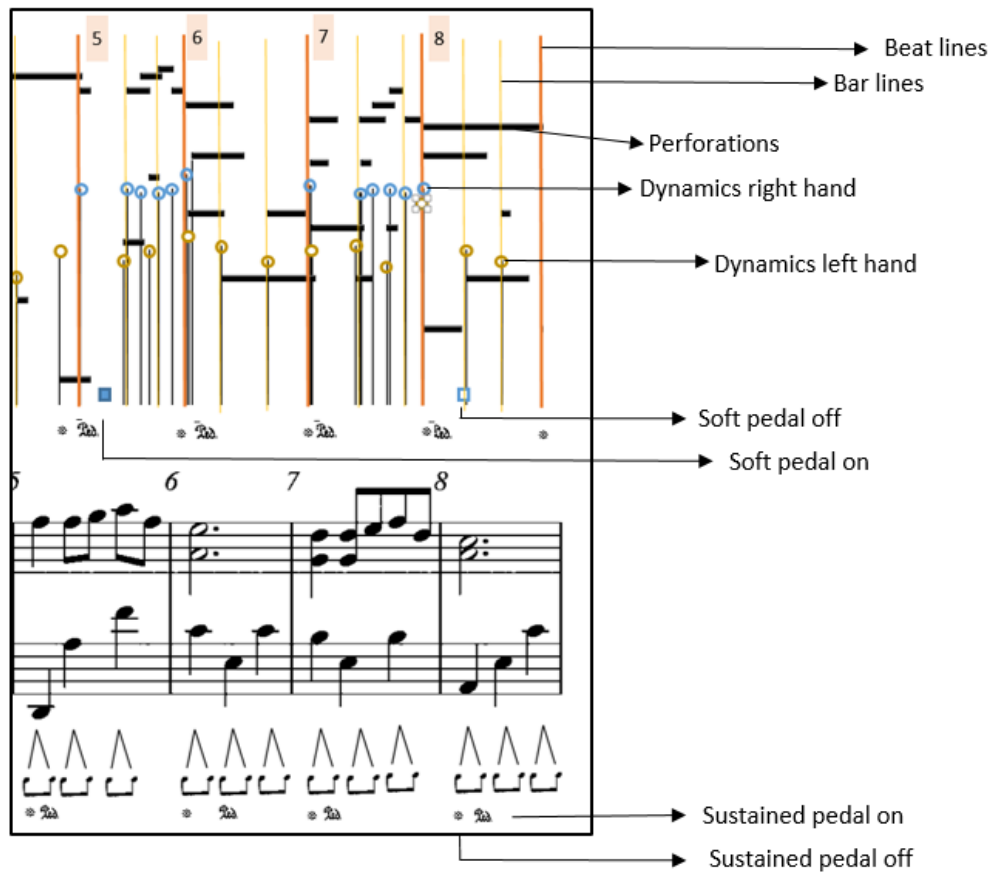 5 6 7 8
Beat lines
Bar lines
Perforations
Dynamics right hand
Dynamics left hand
Soft pedal off
Soft pedal on
5 6 7 8
Sustained pedal on
Sustained pedal off